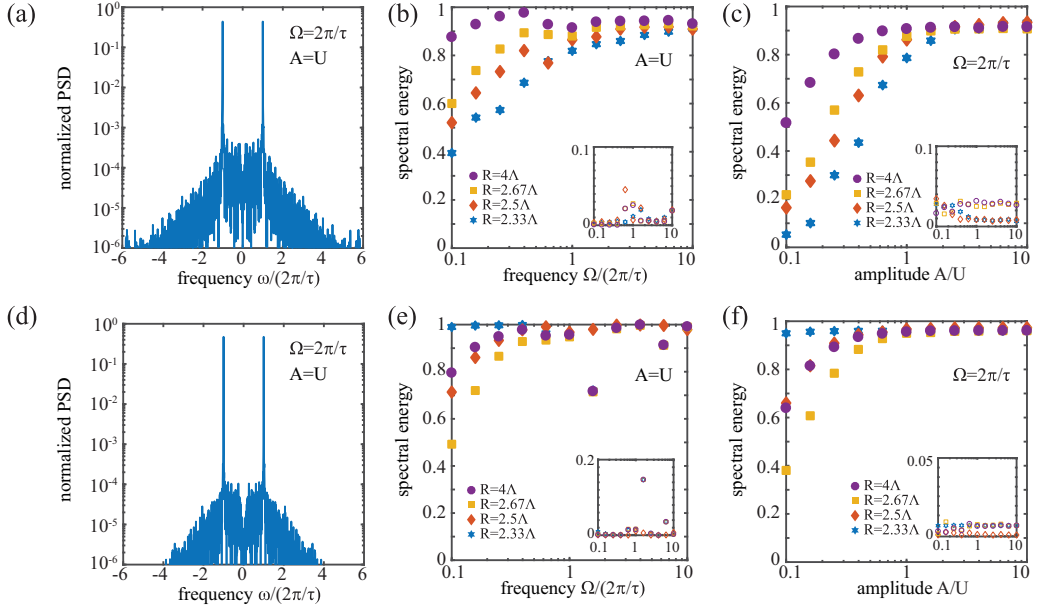 (a)
10⁰
10⁻¹
10⁻²
10⁻³
10⁻⁴
10⁻⁵
10⁻⁶
normalized PSD
Ω=2π/τ
A=U
-6 -4 -2 0 2 4 6
frequency ω/(2π/τ)
(b)
1
0.8
0.6
0.4
0.2
0
spectral energy
A=U
R=4Λ
R=2.67Λ
R=2.5Λ
R=2.33Λ
0.1
0
0.1 1 10
0.1 1 10
frequency Ω/(2π/τ)
(c)
1
0.8
0.6
0.4
0.2
0
spectral energy
Ω=2π/τ
R=4Λ
R=2.67Λ
R=2.5Λ
R=2.33Λ
0.1
0
0.1 1 10
0.1 1 10
amplitude A/U
(d)
10⁰
10⁻¹
10⁻²
10⁻³
10⁻⁴
10⁻⁵
10⁻⁶
normalized PSD
Ω=2π/τ
A=U
-6 -4 -2 0 2 4 6
frequency ω/(2π/τ)
(e)
1
0.8
0.6
0.4
0.2
0
spectral energy
A=U
R=4Λ
R=2.67Λ
R=2.5Λ
R=2.33Λ
0.2
0
0.1 1 10
0.1 1 10
frequency Ω/(2π/τ)
(f)
1
0.8
0.6
0.4
0.2
0
spectral energy
Ω=2π/τ
R=4Λ
R=2.67Λ
R=2.5Λ
R=2.33Λ
0.05
0
0.1 1 10
0.1 1 10
amplitude A/U